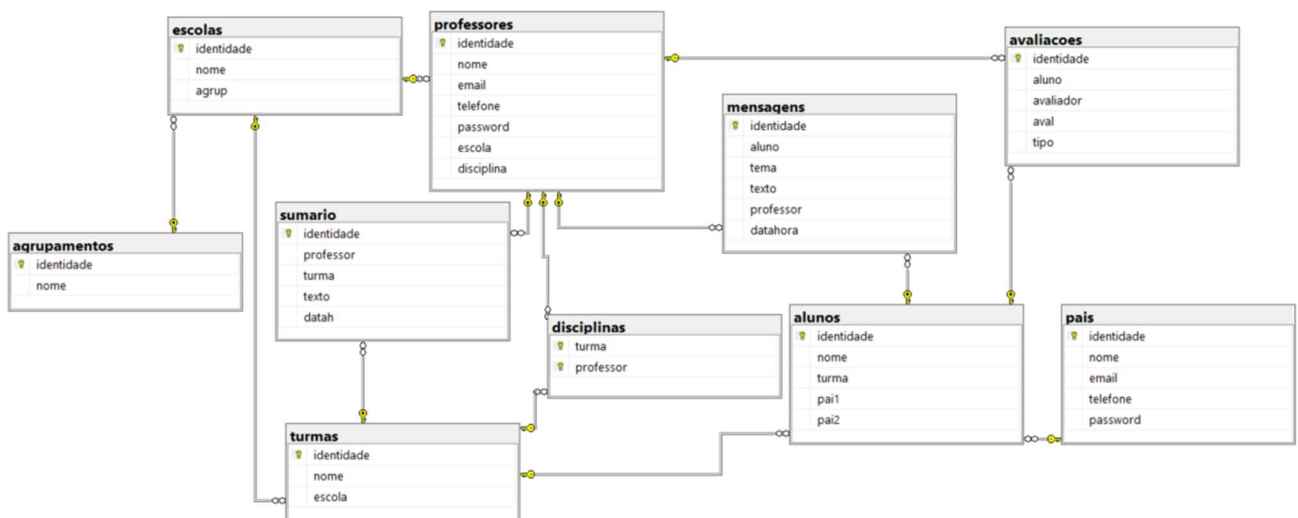 escolas
identidade
nome
agrup
professores
identidade
nome
email
telefone
password
escola
disciplina
avaliacoes
identidade
aluno
avaliador
aval
tipo
mensagens
identidade
aluno
tema
texto
professor
datahora
sumario
identidade
professor
turma
texto
datah
agrupamentos
identidade
nome
disciplinas
turma
professor
alunos
identidade
nome
turma
pai1
pai2
pais
identidade
nome
email
telefone
password
turmas
identidade
nome
escola